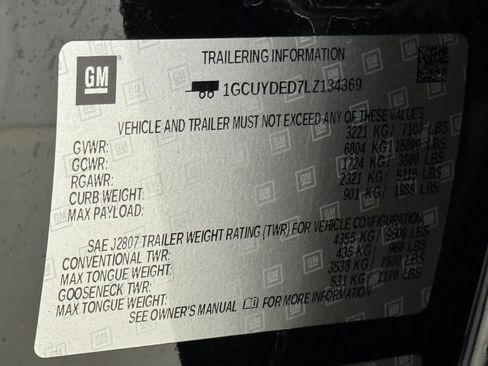 GM
TRAILERING INFORMATION
1GCUYDED7LZ134369
VEHICLE AND TRAILER MUST NOT EXCEED ANY OF THESE VALUES.
GVWR: 3221 KG/ 7100 LBS
GCWR: 6804 KG/ 15000 LBS
RGAWR: 1724 KG/ 3800 LBS
CURB WEIGHT: 2321 KG/ 5115 LBS
MAX PAYLOAD: 901 KG/ 1986 LBS
SAE J2807 TRAILER WEIGHT RATING (TWR) FOR VEHICLE CONFIGURATION.
CONVENTIONAL TWR: 4355 KG/ 9600 LBS
MAX TONGUE WEIGHT: 435 KG/ 960 LBS
GOOSENECK TWR: 3538 KG/ 7800 LBS
MAX TONGUE WEIGHT: 531 KG/ 1170 LBS
SEE OWNER'S MANUAL FOR MORE INFORMATION